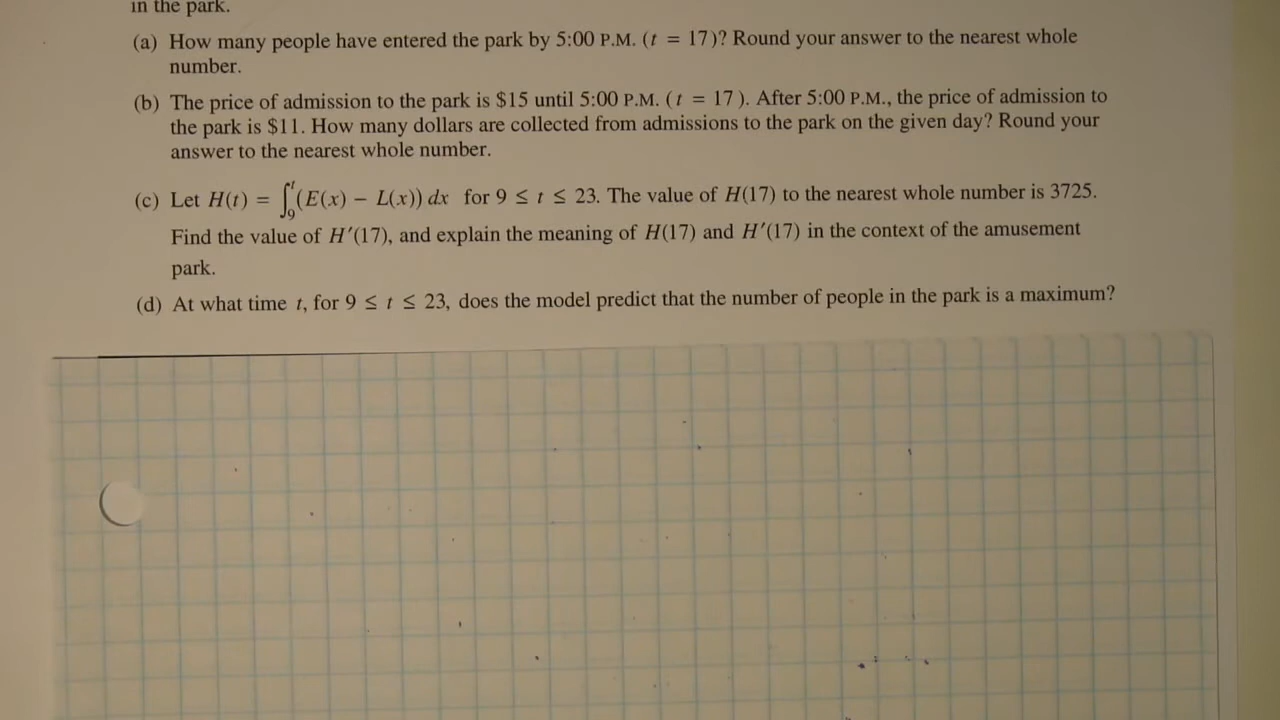 in the park.
(a) How many people have entered the park by 5:00 P.M. (t = 17)? Round your answer to the nearest whole
number.
(b) The price of admission to the park is $15 until 5:00 P.M. (t = 17). After 5:00 P.M., the price of admission to
the park is $11. How many dollars are collected from admissions to the park on the given day? Round your
answer to the nearest whole number.
(c) Let H(t) = ∫₉ᵗ (E(x) − L(x)) dx for 9 ≤ t ≤ 23. The value of H(17) to the nearest whole number is 3725.
Find the value of H′(17), and explain the meaning of H(17) and H′(17) in the context of the amusement
park.
(d) At what time t, for 9 ≤ t ≤ 23, does the model predict that the number of people in the park is a maximum?